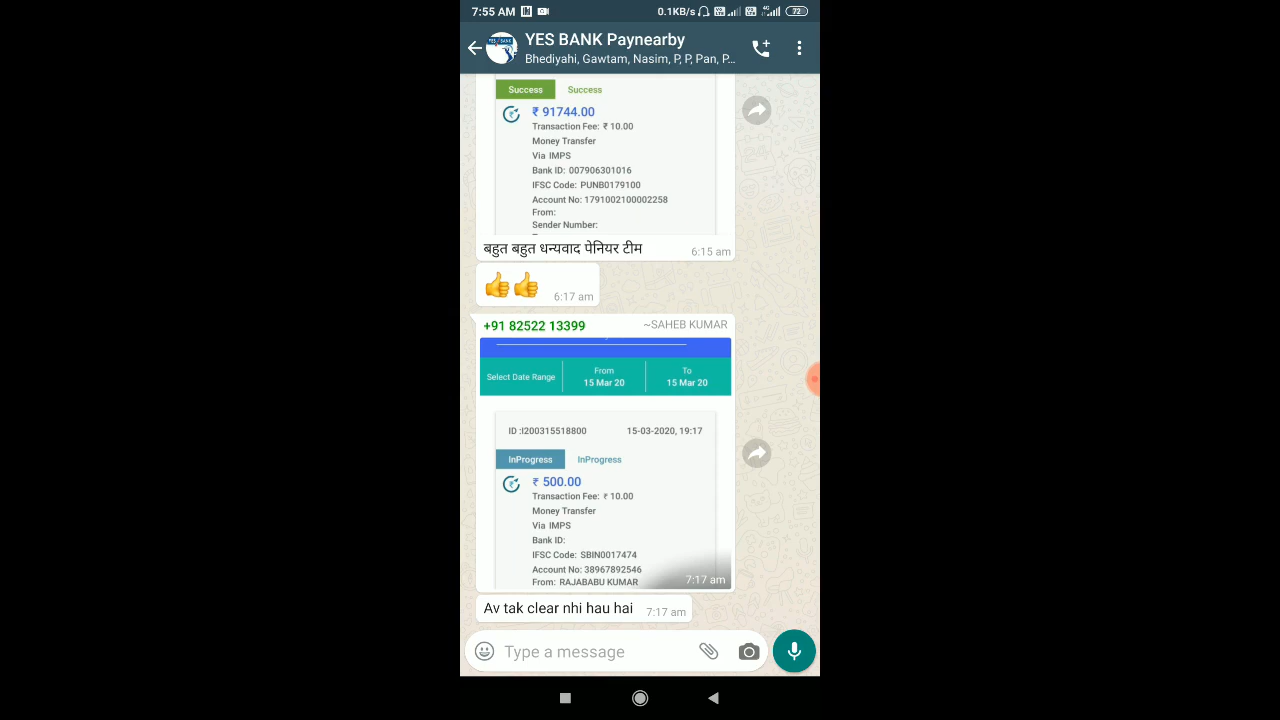 7:55 AM
0.1KB/s
72
YES BANK Paynearby
Bhediyahi, Gawtam, Nasim, P, P, Pan, P...
Success Success
₹ 91744.00
Transaction Fee: ₹ 10.00
Money Transfer
Via IMPS
Bank ID: 007906301016
IFSC Code: PUNB0179100
Account No: 1791002100002258
From:
Sender Number:
बहुत बहुत धन्यवाद पेनियर टीम
6:15 am
6:17 am
+91 82522 13399 ~SAHEB KUMAR
Select Date Range From To
15 Mar 20 15 Mar 20
ID :I200315518800 15-03-2020, 19:17
InProgress InProgress
₹ 500.00
Transaction Fee: ₹ 10.00
Money Transfer
Via IMPS
Bank ID:
IFSC Code: SBIN0017474
Account No: 38967892546
From: RAJABABU KUMAR
7:17 am
Av tak clear nhi hau hai 7:17 am
Type a message